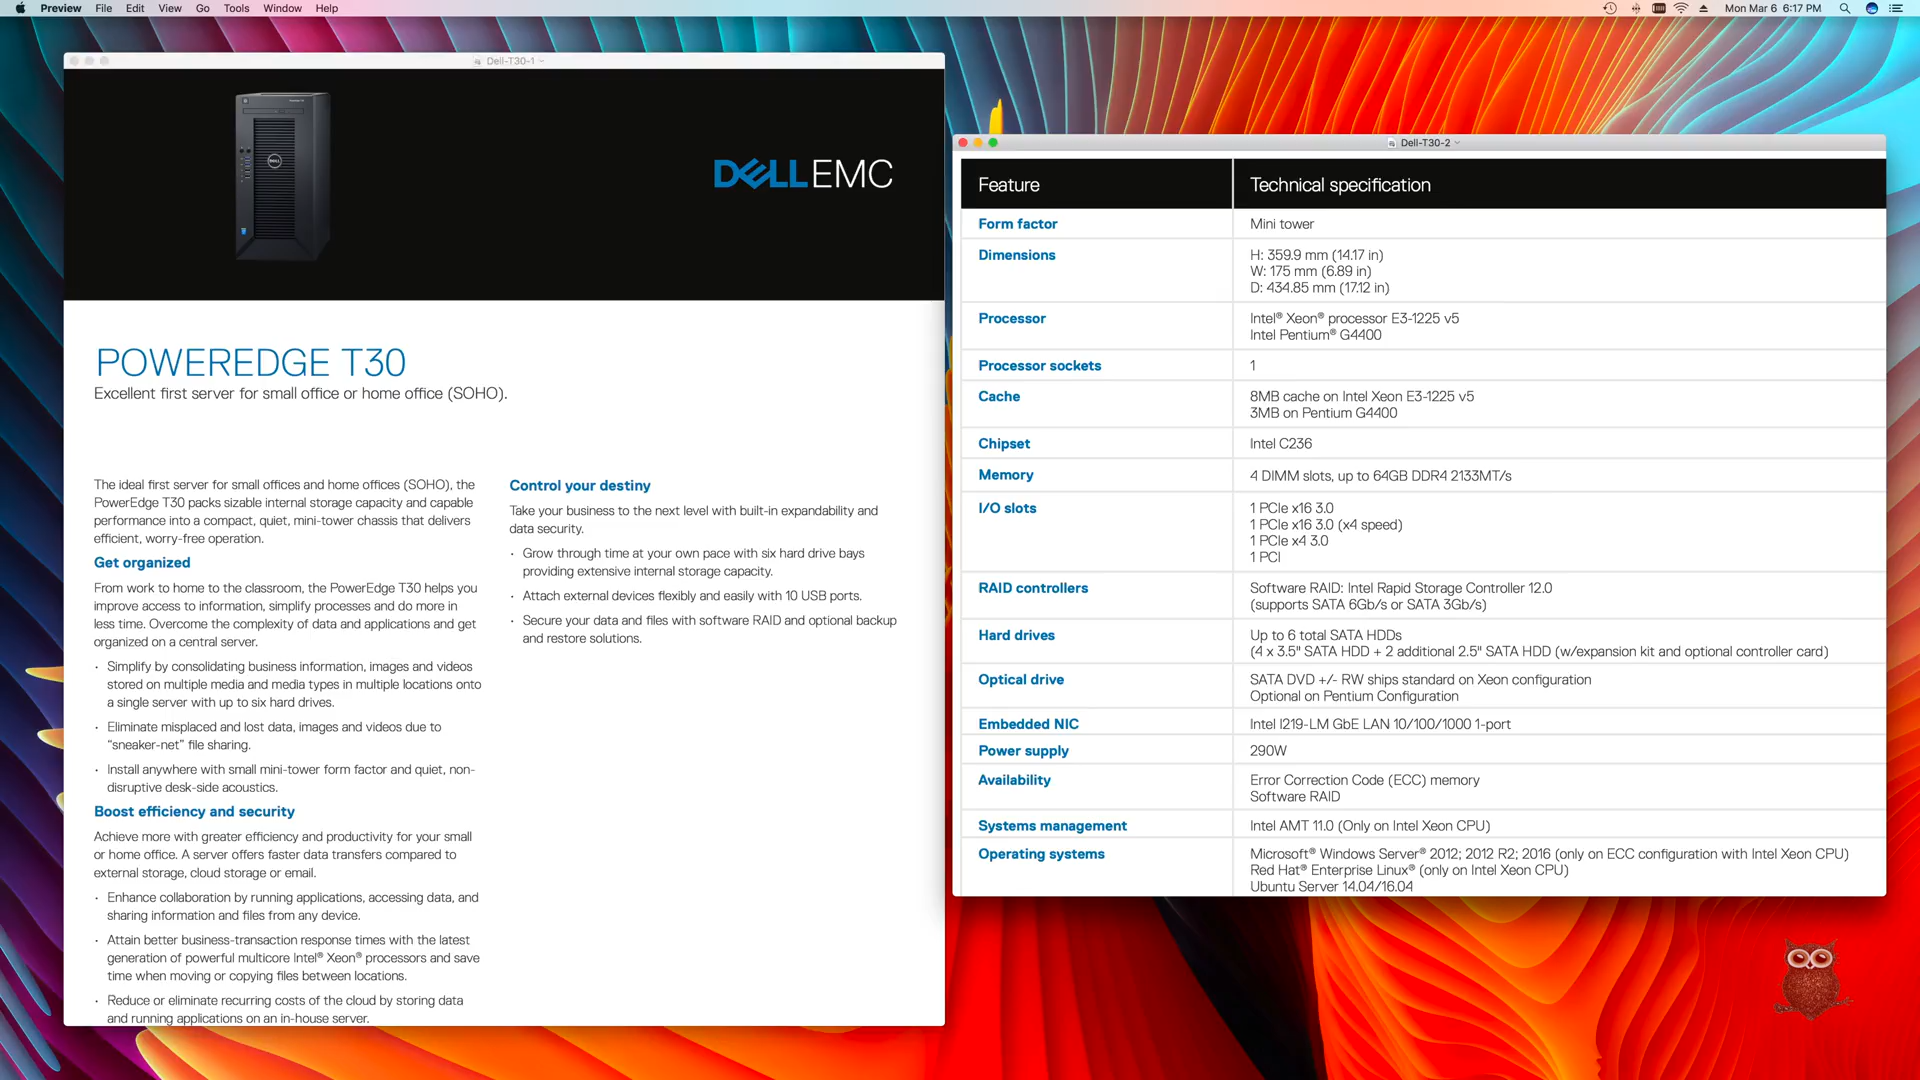 Preview File Edit View Go Tools Window Help
Mon Mar 6 6:17 PM
Dell-T30-1
DELL
DELLEMC
POWEREDGE T30
Excellent first server for small office or home office (SOHO).
The ideal first server for small offices and home offices (SOHO), the
PowerEdge T30 packs sizable internal storage capacity and capable
performance into a compact, quiet, mini-tower chassis that delivers
efficient, worry-free operation.
Get organized
From work to home to the classroom, the PowerEdge T30 helps you
improve access to information, simplify processes and do more in
less time. Overcome the complexity of data and applications and get
organized on a central server.
· Simplify by consolidating business information, images and videos
stored on multiple media and media types in multiple locations onto
a single server with up to six hard drives.
· Eliminate misplaced and lost data, images and videos due to
“sneaker-net” file sharing.
· Install anywhere with small mini-tower form factor and quiet, non-
disruptive desk-side acoustics.
Boost efficiency and security
Achieve more with greater efficiency and productivity for your small
or home office. A server offers faster data transfers compared to
external storage, cloud storage or email.
· Enhance collaboration by running applications, accessing data, and
sharing information and files from any device.
· Attain better business-transaction response times with the latest
generation of powerful multicore Intel® Xeon® processors and save
time when moving or copying files between locations.
· Reduce or eliminate recurring costs of the cloud by storing data
and running applications on an in-house server.
Control your destiny
Take your business to the next level with built-in expandability and
data security.
· Grow through time at your own pace with six hard drive bays
providing extensive internal storage capacity.
· Attach external devices flexibly and easily with 10 USB ports.
· Secure your data and files with software RAID and optional backup
and restore solutions.
Dell-T30-2
Feature Technical specification
Form factor Mini tower
Dimensions H: 359.9 mm (14.17 in)
W: 175 mm (6.89 in)
D: 434.85 mm (17.12 in)
Processor Intel® Xeon® processor E3-1225 v5
Intel Pentium® G4400
Processor sockets 1
Cache 8MB cache on Intel Xeon E3-1225 v5
3MB on Pentium G4400
Chipset Intel C236
Memory 4 DIMM slots, up to 64GB DDR4 2133MT/s
I/O slots 1 PCIe x16 3.0
1 PCIe x16 3.0 (x4 speed)
1 PCIe x4 3.0
1 PCI
RAID controllers Software RAID: Intel Rapid Storage Controller 12.0
(supports SATA 6Gb/s or SATA 3Gb/s)
Hard drives Up to 6 total SATA HDDs
(4 x 3.5" SATA HDD + 2 additional 2.5" SATA HDD (w/expansion kit and optional controller card)
Optical drive SATA DVD +/- RW ships standard on Xeon configuration
Optional on Pentium Configuration
Embedded NIC Intel I219-LM GbE LAN 10/100/1000 1-port
Power supply 290W
Availability Error Correction Code (ECC) memory
Software RAID
Systems management Intel AMT 11.0 (Only on Intel Xeon CPU)
Operating systems Microsoft® Windows Server® 2012; 2012 R2; 2016 (only on ECC configuration with Intel Xeon CPU)
Red Hat® Enterprise Linux® (only on Intel Xeon CPU)
Ubuntu Server 14.04/16.04